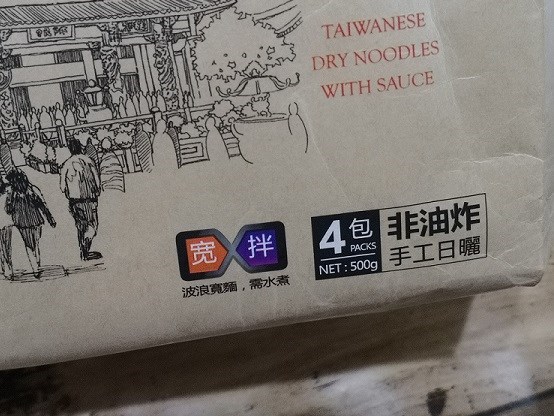 TAIWANESE
DRY NOODLES
WITH SAUCE
宽 拌
波浪寬麵，需水煮
4包
PACKS
NET : 500g
非油炸
手工日曬